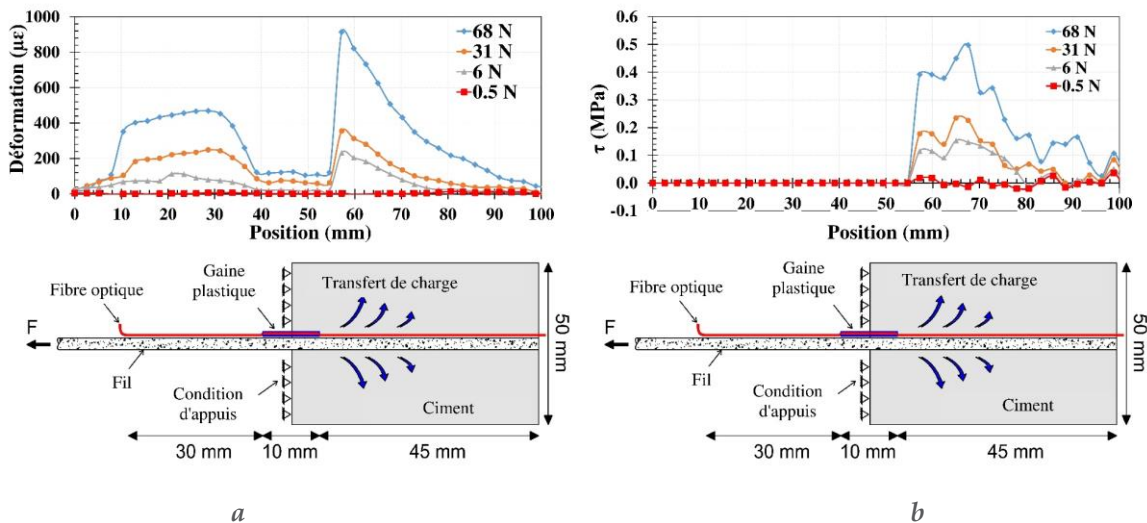 1000
800
600
400
200
0
Déformation (με)
68 N
31 N
6 N
0.5 N
0 10 20 30 40 50 60 70 80 90 100
Position (mm)
Gaine
plastique
Transfert de charge
Fibre optique
F
Fil
Condition
d'appuis
Ciment
50 mm
30 mm
10 mm
45 mm
a
0.6
0.5
0.4
0.3
0.2
0.1
0.0
-0.1
τ (MPa)
68 N
31 N
6 N
0.5 N
0 10 20 30 40 50 60 70 80 90 100
Position (mm)
Gaine
plastique
Transfert de charge
Fibre optique
F
Fil
Condition
d'appuis
Ciment
50 mm
30 mm
10 mm
45 mm
b